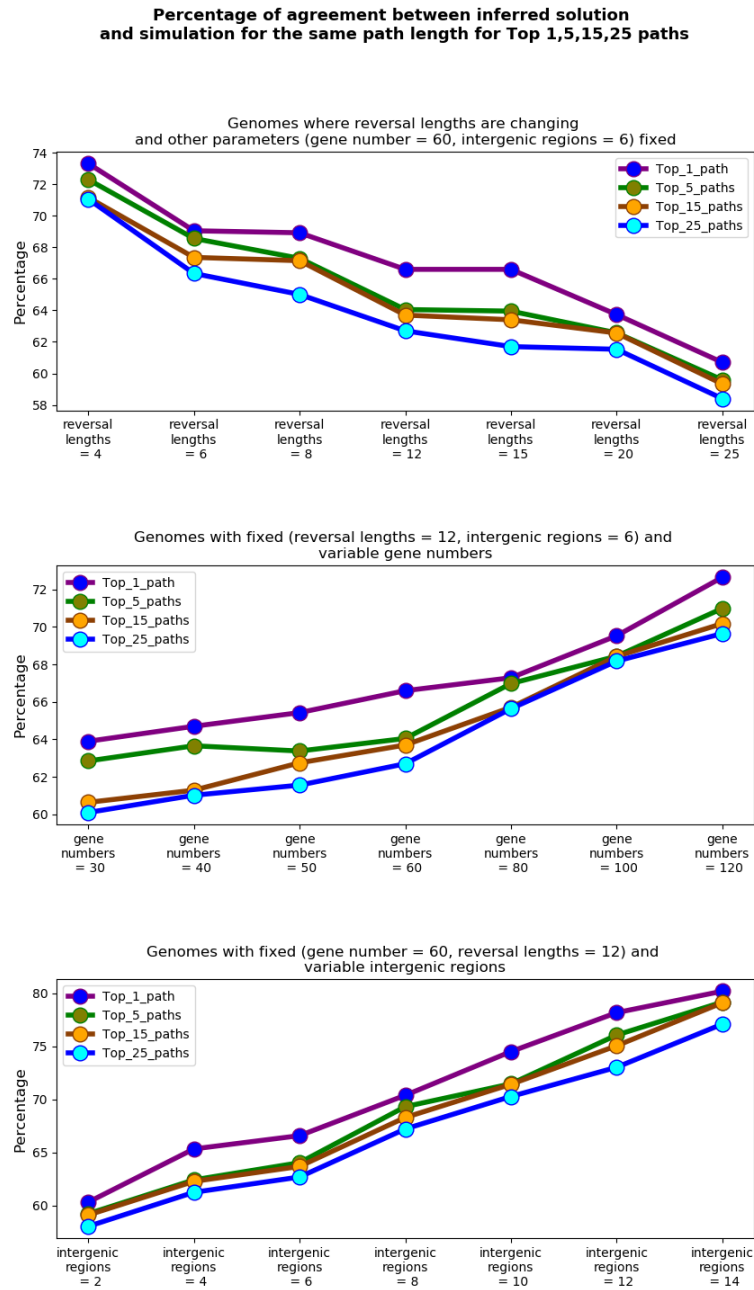 Percentage of agreement between inferred solution
and simulation for the same path length for Top 1,5,15,25 paths
Genomes where reversal lengths are changing
and other parameters (gene number = 60, intergenic regions = 6) fixed
Percentage
74
72
70
68
66
64
62
60
58
Top_1_path
Top_5_paths
Top_15_paths
Top_25_paths
reversal lengths = 4
reversal lengths = 6
reversal lengths = 8
reversal lengths = 12
reversal lengths = 15
reversal lengths = 20
reversal lengths = 25
Genomes with fixed (reversal lengths = 12, intergenic regions = 6) and
variable gene numbers
Percentage
72
70
68
66
64
62
60
Top_1_path
Top_5_paths
Top_15_paths
Top_25_paths
gene numbers = 30
gene numbers = 40
gene numbers = 50
gene numbers = 60
gene numbers = 80
gene numbers = 100
gene numbers = 120
Genomes with fixed (gene number = 60, reversal lengths = 12) and
variable intergenic regions
Percentage
80
75
70
65
60
Top_1_path
Top_5_paths
Top_15_paths
Top_25_paths
intergenic regions = 2
intergenic regions = 4
intergenic regions = 6
intergenic regions = 8
intergenic regions = 10
intergenic regions = 12
intergenic regions = 14